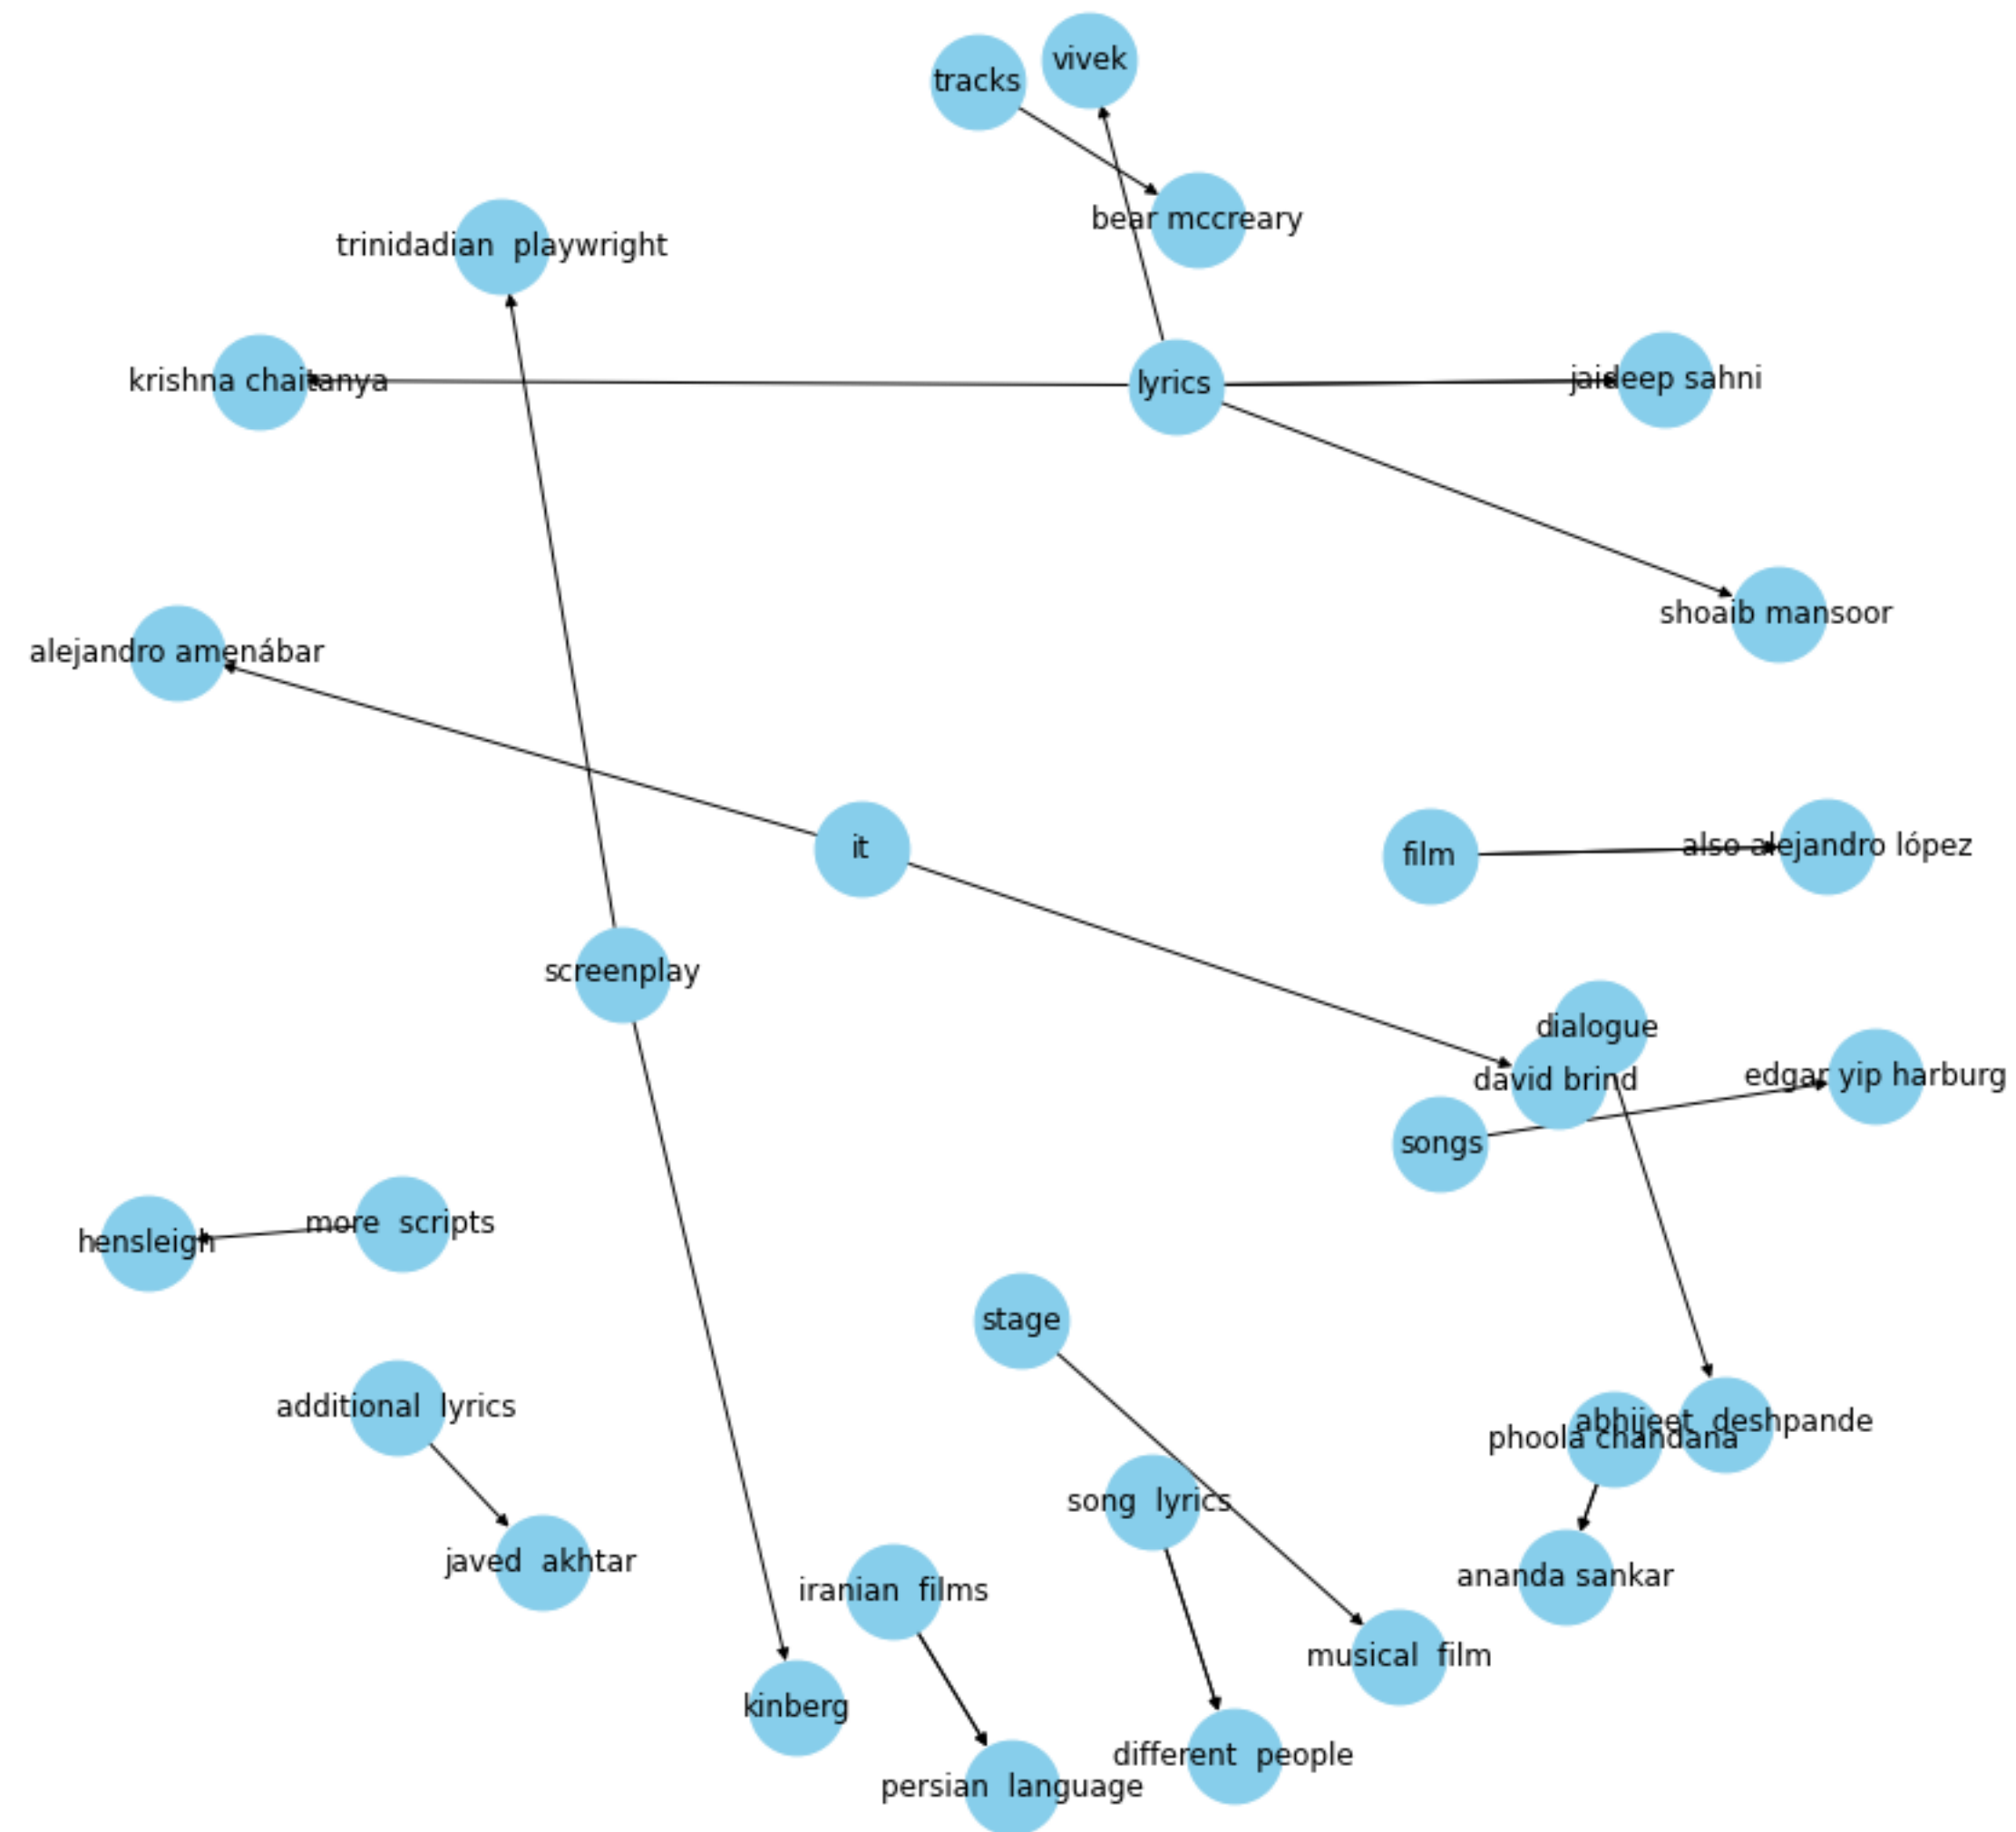 vivek
tracks
bear mccreary
trinidadian  playwright
krishna chaitanya
lyrics
jaideep sahni
shoaib mansoor
alejandro amenábar
it
film
also alejandro lópez
screenplay
dialogue
david brind
edgar yip harburg
songs
more  scripts
hensleigh
stage
additional  lyrics
abhijeet  deshpande
phoola chandana
song  lyrics
javed  akhtar
ananda sankar
iranian  films
musical  film
kinberg
different  people
persian  language